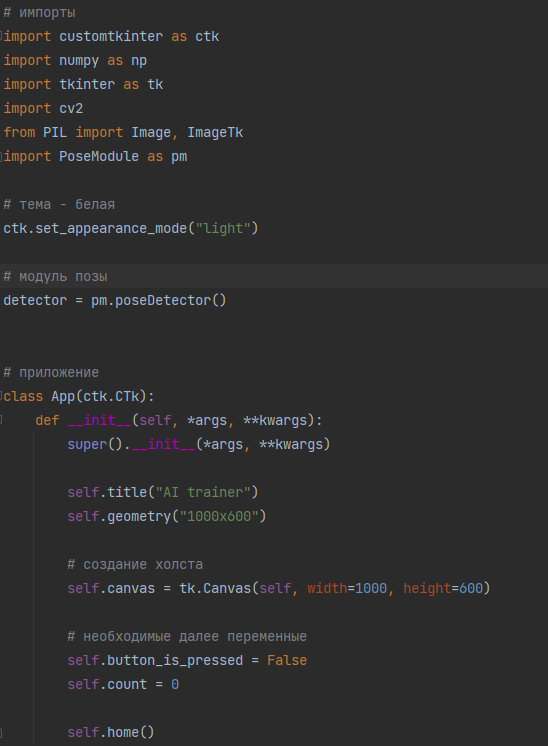 # импорты
import customtkinter as ctk
import numpy as np
import tkinter as tk
import cv2
from PIL import Image, ImageTk
import PoseModule as pm
# тема - белая
ctk.set_appearance_mode("light")
# модуль позы
detector = pm.poseDetector()
# приложение
class App(ctk.CTk):
    def __init__(self, *args, **kwargs):
        super().__init__(*args, **kwargs)
        self.title("AI trainer")
        self.geometry("1000x600")
        # создание холста
        self.canvas = tk.Canvas(self, width=1000, height=600)
        # необходимые далее переменные
        self.button_is_pressed = False
        self.count = 0
        self.home()